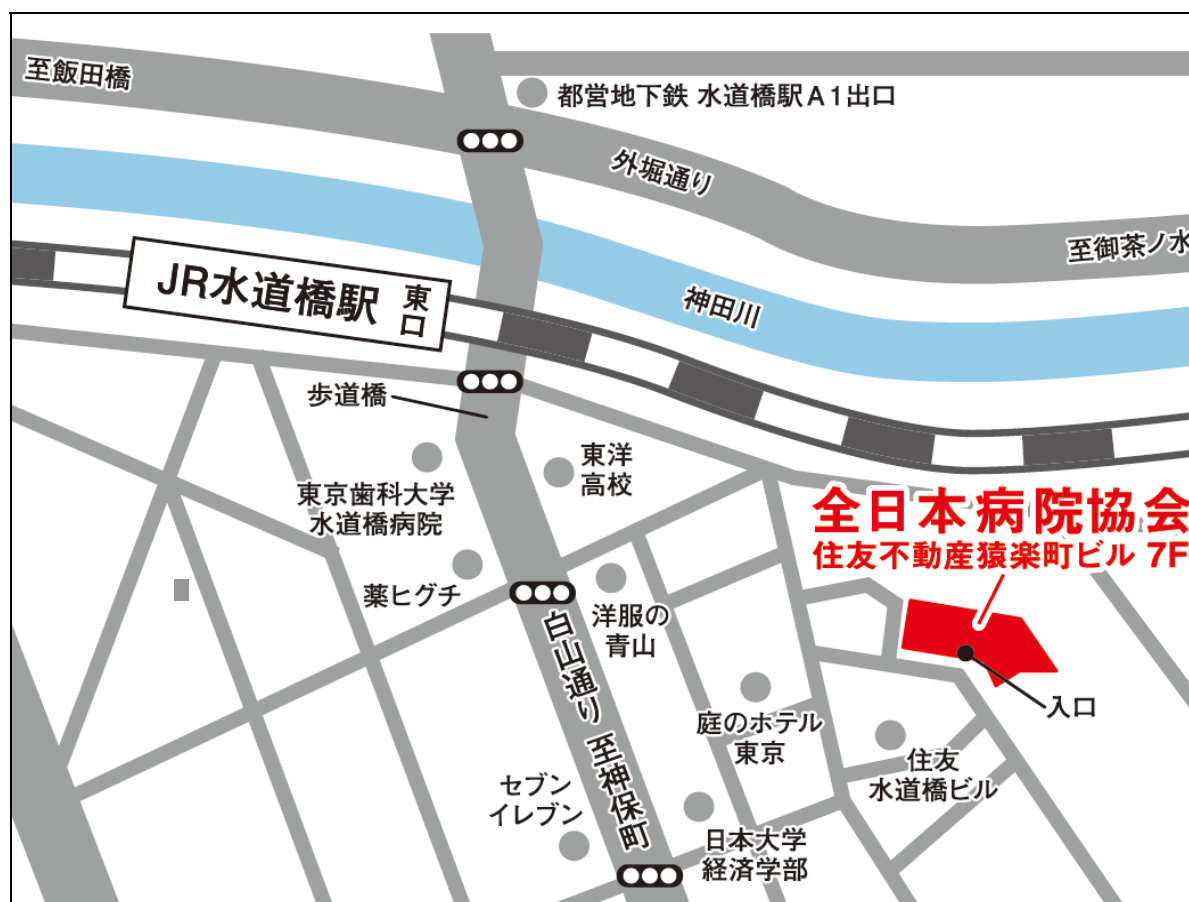 至飯田橋
都営地下鉄 水道橋駅A1出口
外堀通り
至御茶ノ水
JR水道橋駅 東口
神田川
歩道橋
東洋
高校
東京歯科大学
水道橋病院
全日本病院協会
住友不動産猿楽町ビル 7F
薬ヒグチ
洋服の
青山
白山通り 至神保町
入口
庭のホテル
東京
住友
水道橋ビル
セブン
イレブン
日本大学
経済学部